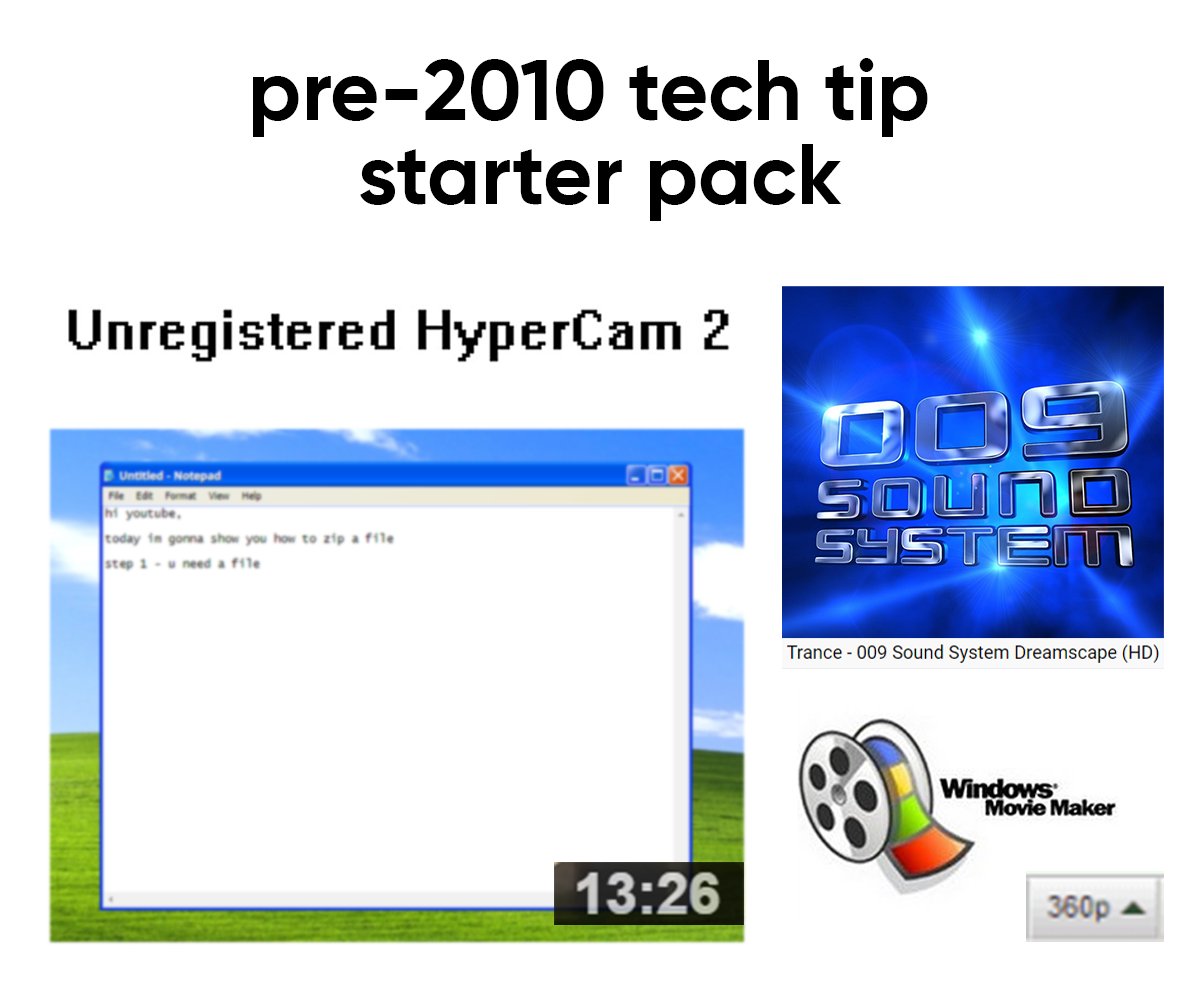 pre-2010 tech tip
starter pack
Unregistered HyperCam 2
Untitled - Notepad
File Edit Format View Help
hi youtube,
today im gonna show you how to zip a file
step 1 - u need a file
13:26
009
SOUND
SYSTEM
Trance - 009 Sound System Dreamscape (HD)
Windows®
Movie Maker
360p